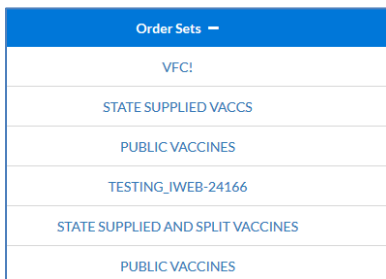 Order Sets –
VFC!
STATE SUPPLIED VACCS
PUBLIC VACCINES
TESTING_IWEB-24166
STATE SUPPLIED AND SPLIT VACCINES
PUBLIC VACCINES